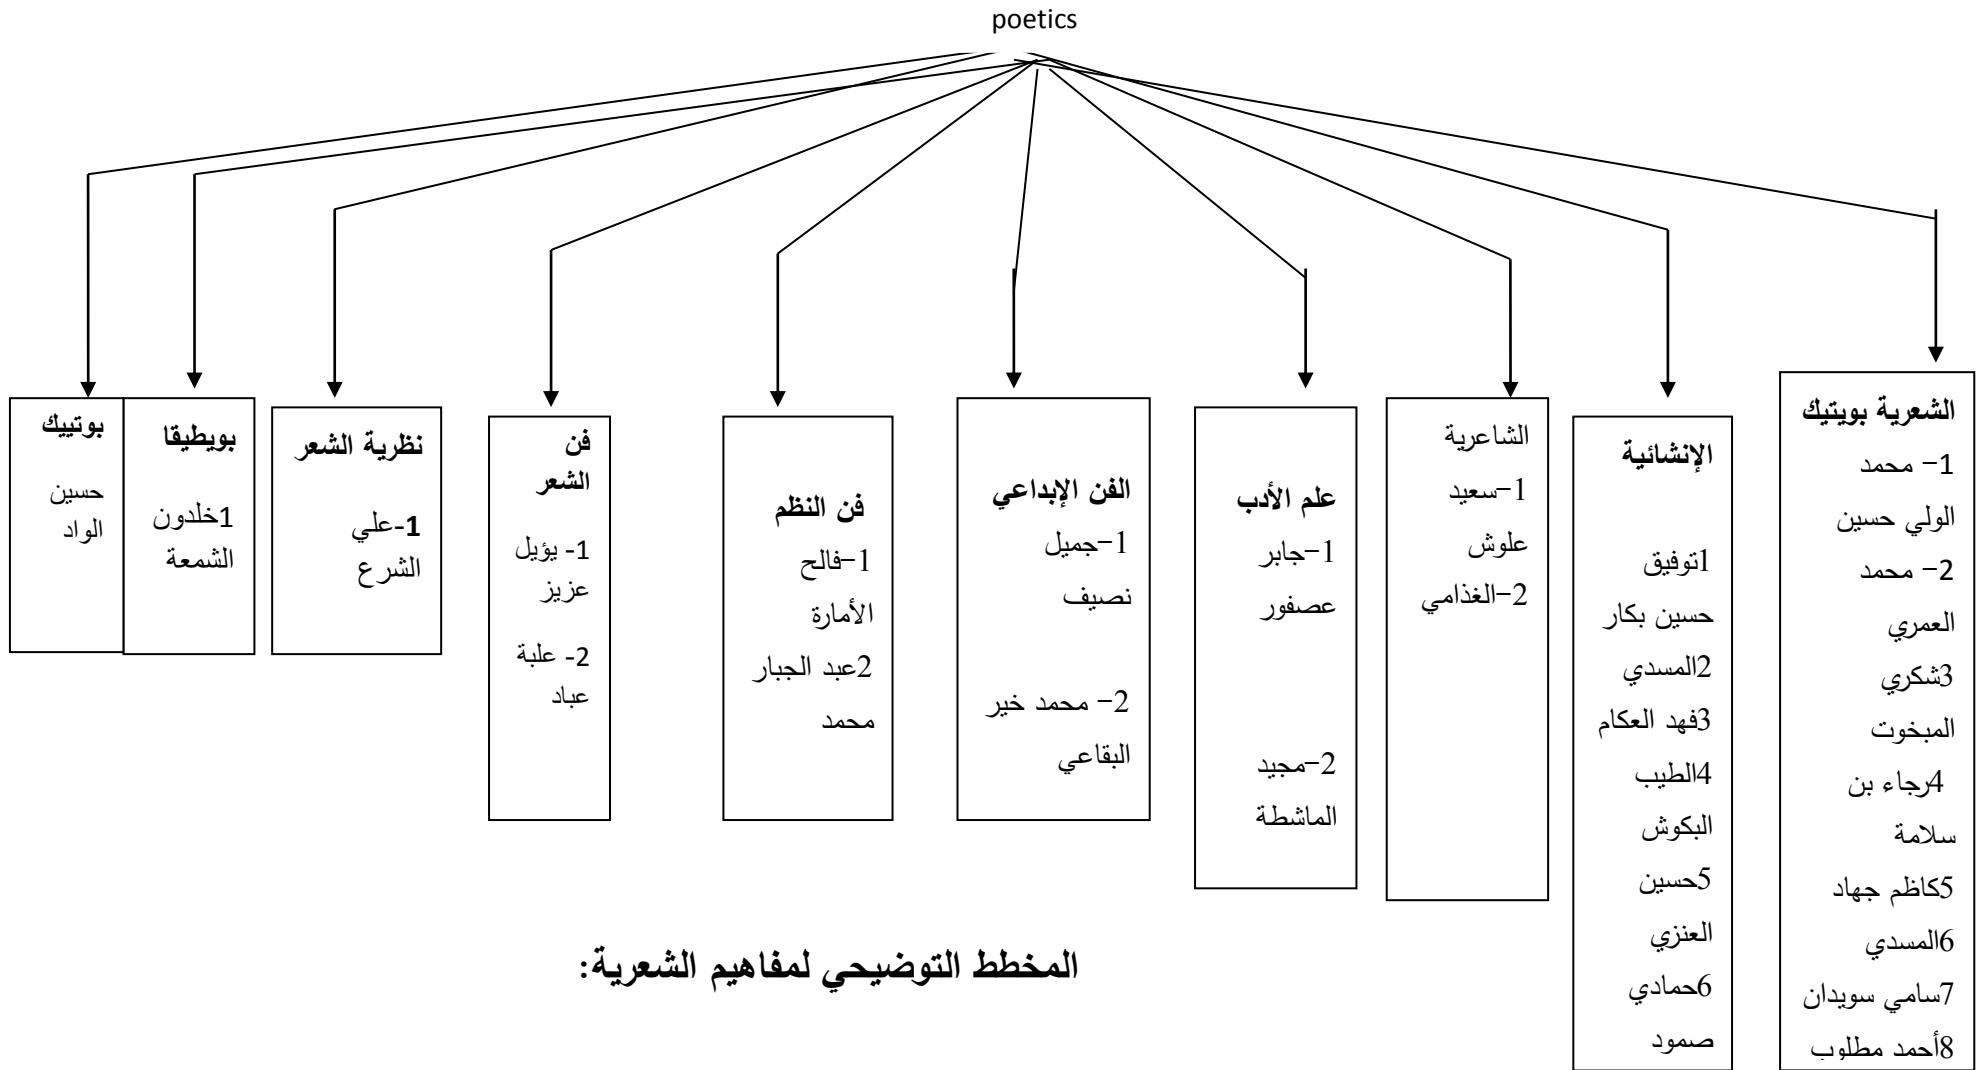 poetics
الشعرية بويتيك
1- محمد
الولي حسين
2- محمد
العمري
3شكري
المبخوت
4رجاء بن
سلامة
5كاظم جهاد
6المسدي
7سامي سويدان
8أحمد مطلوب
الإنشائية
1توفيق
حسين بكار
2المسدي
3فهد العكام
4الطيب
البكوش
5حسين
العنزي
6حمادي
صمود
الشاعرية
1-سعيد
علوش
2-الغذامي
علم الأدب
1-جابر
عصفور
2-مجيد
الماشطة
الفن الإبداعي
1-جميل
نصيف
2- محمد خير
البقاعي
فن النظم
1-فالح
الأمارة
2عبد الجبار
محمد
فن
الشعر
1- يؤيل
عزيز
2- علبة
عباد
نظرية الشعر
1-علي
الشرع
بويطيقا
1خلدون
الشمعة
بوتييك
حسين
الواد
المخطط التوضيحي لمفاهيم الشعرية: